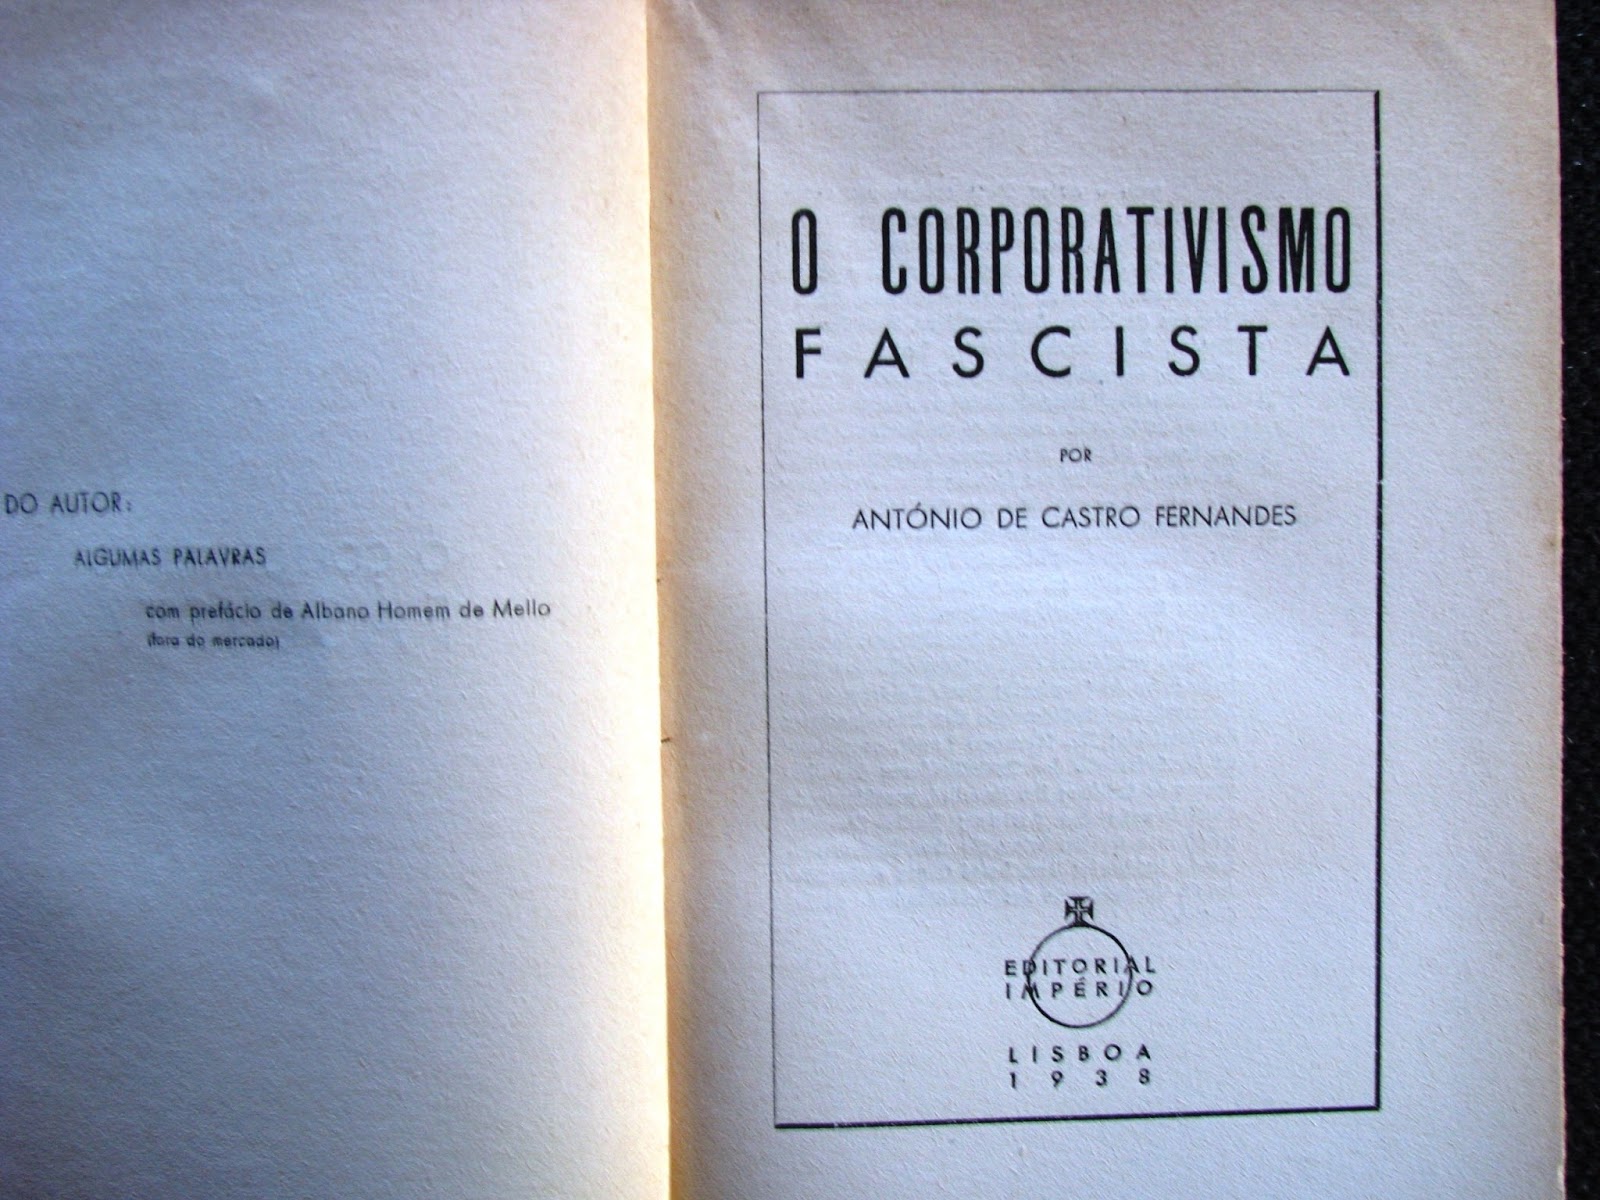 DO AUTOR:
ALGUMAS PALAVRAS
com prefácio de Albano Homem de Mello
(fora do mercado)
O CORPORATIVISMO
FASCISTA
POR
ANTÓNIO DE CASTRO FERNANDES
EDITORIAL
IMPÉRIO
LISBOA
1938